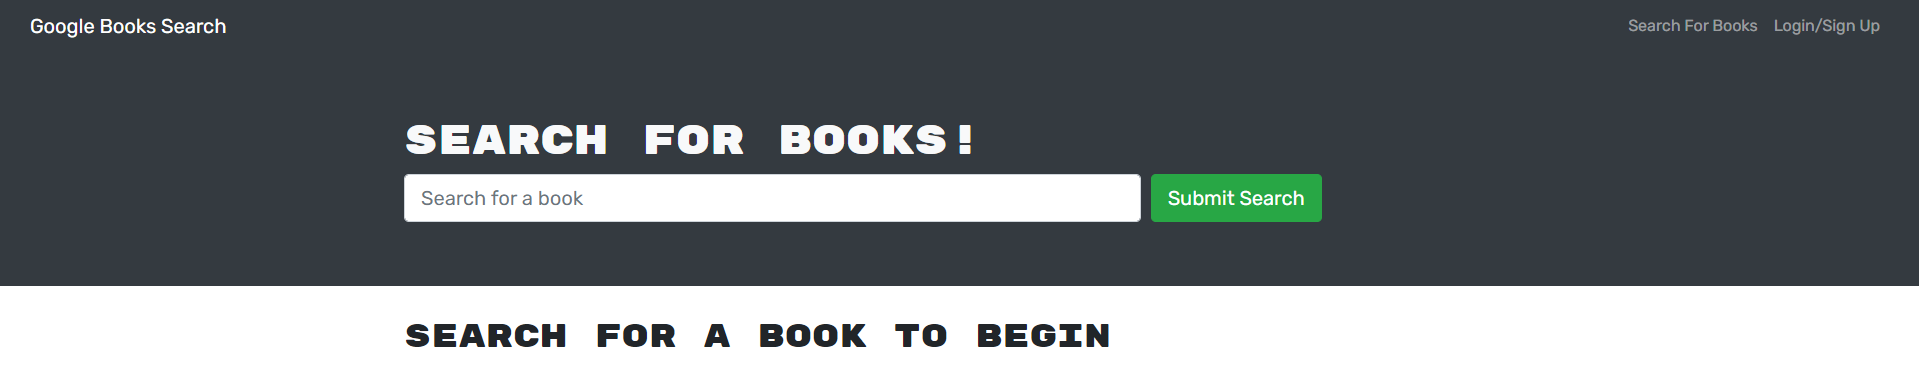 Google Books Search
Search For Books
Login/Sign Up
SEARCH FOR BOOKS!
Search for a book
Submit Search
SEARCH FOR A BOOK TO BEGIN